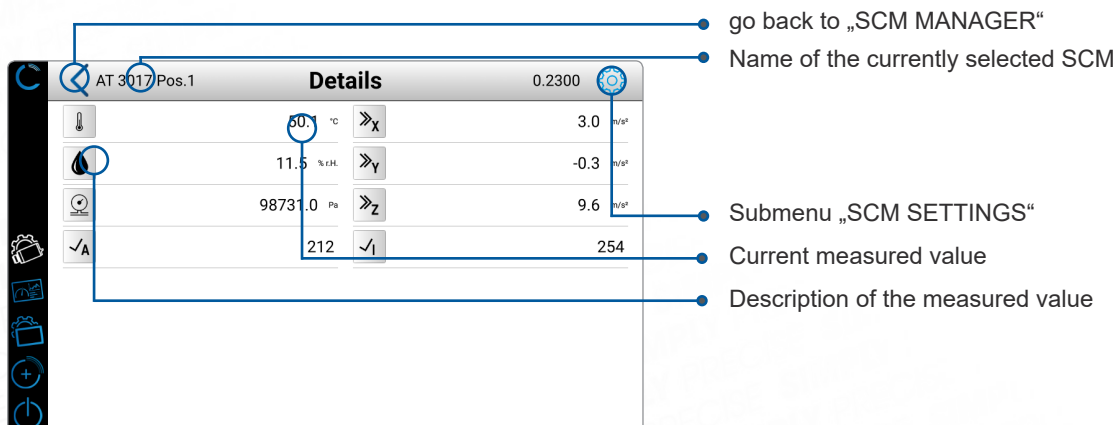 go back to „SCM MANAGER“
Name of the currently selected SCM
AT 3017 Pos.1 Details 0.2300
50.1 °C X 3.0 m/s²
11.5 % r.H. Y -0.3 m/s²
98731.0 Pa Z 9.6 m/s²
A 212 I 254
Submenu „SCM SETTINGS“
Current measured value
Description of the measured value